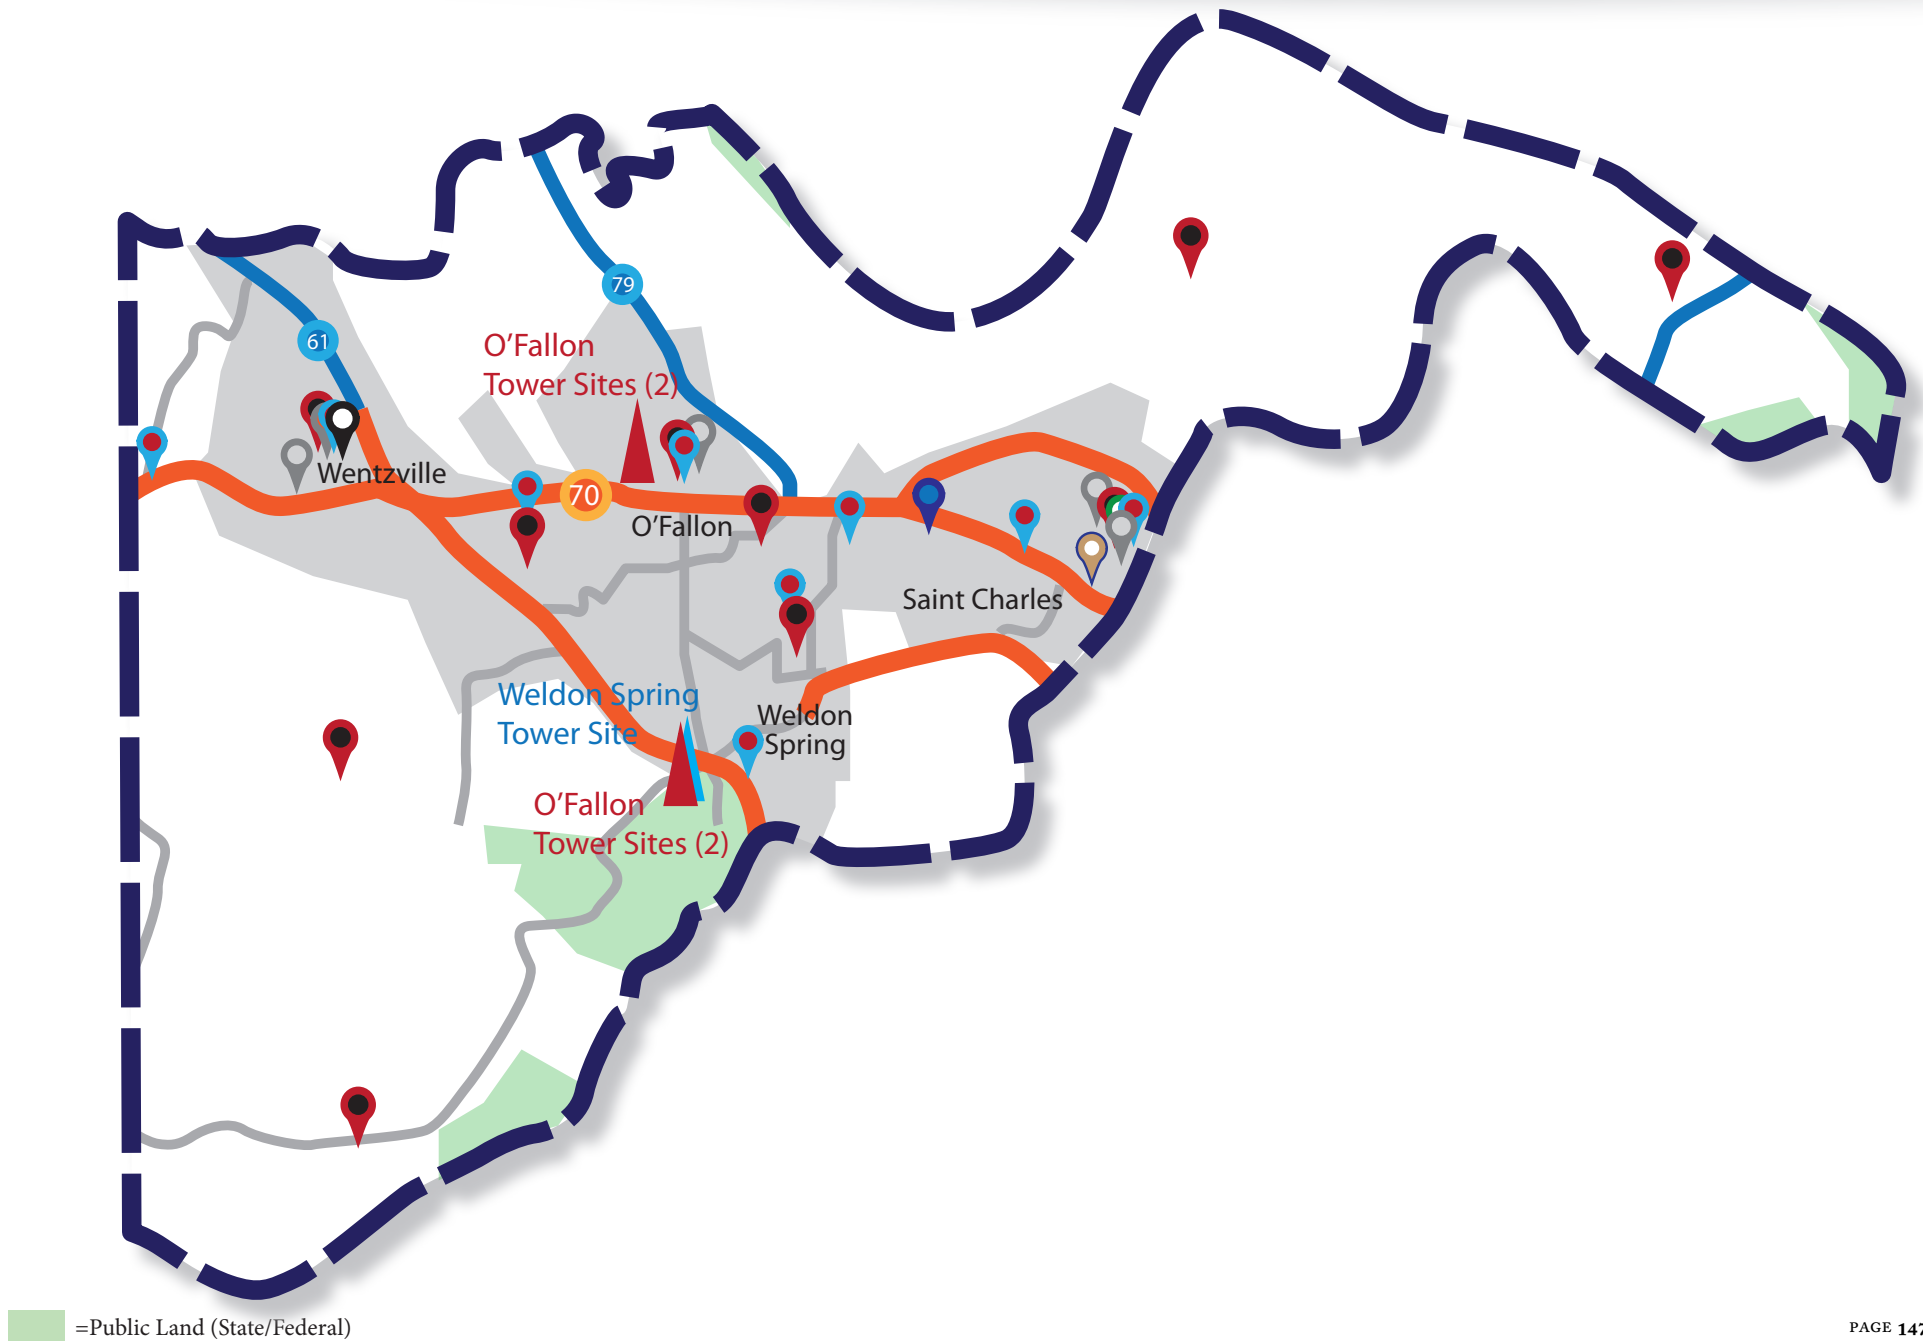 79
61
O'Fallon
Tower Sites (2)
Wentzville
70
O'Fallon
Saint Charles
Weldon Spring
Tower Site
Weldon
Spring
O'Fallon
Tower Sites (2)
=Public Land (State/Federal)
PAGE 147